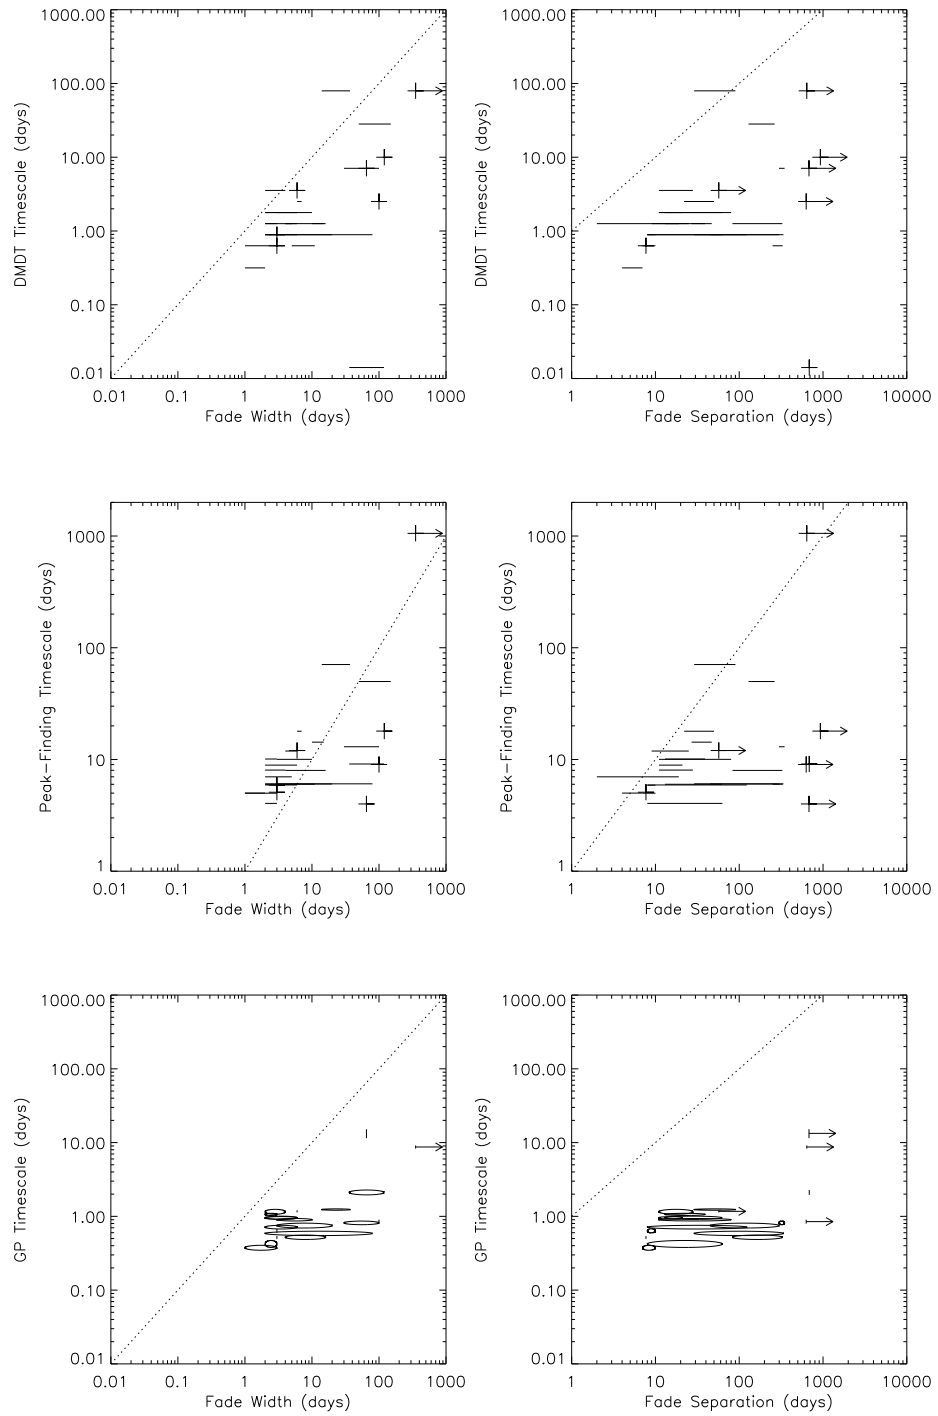 1000.00
100.00
10.00
1.00
0.10
0.01
DMDT Timescale (days)
0.01 0.1 1 10 100 1000
Fade Width (days)
1000.00
100.00
10.00
1.00
0.10
0.01
DMDT Timescale (days)
1 10 100 1000 10000
Fade Separation (days)
1000
100
10
1
Peak-Finding Timescale (days)
0.01 0.1 1 10 100 1000
Fade Width (days)
1000
100
10
1
Peak-Finding Timescale (days)
1 10 100 1000 10000
Fade Separation (days)
1000.00
100.00
10.00
1.00
0.10
0.01
GP Timescale (days)
0.01 0.1 1 10 100 1000
Fade Width (days)
1000.00
100.00
10.00
1.00
0.10
0.01
GP Timescale (days)
1 10 100 1000 10000
Fade Separation (days)